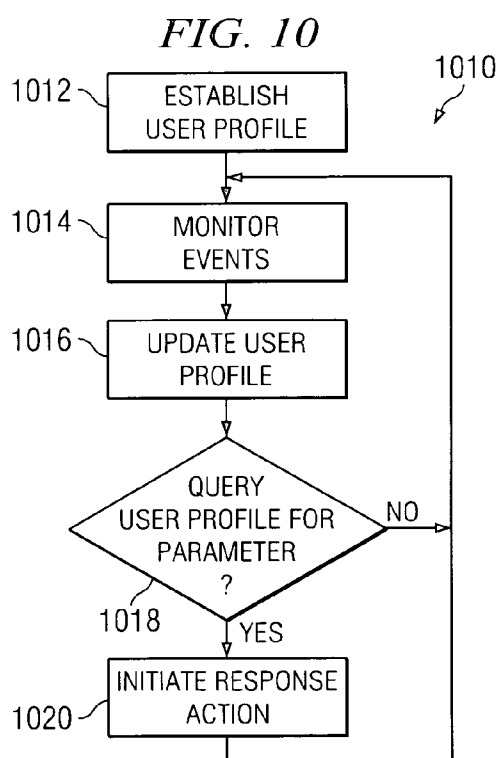 FIG. 10
1010
1012
ESTABLISH
USER PROFILE
1014
MONITOR
EVENTS
1016
UPDATE USER
PROFILE
QUERY
USER PROFILE FOR
PARAMETER
?
NO
1018
YES
INITIATE RESPONSE
ACTION
1020